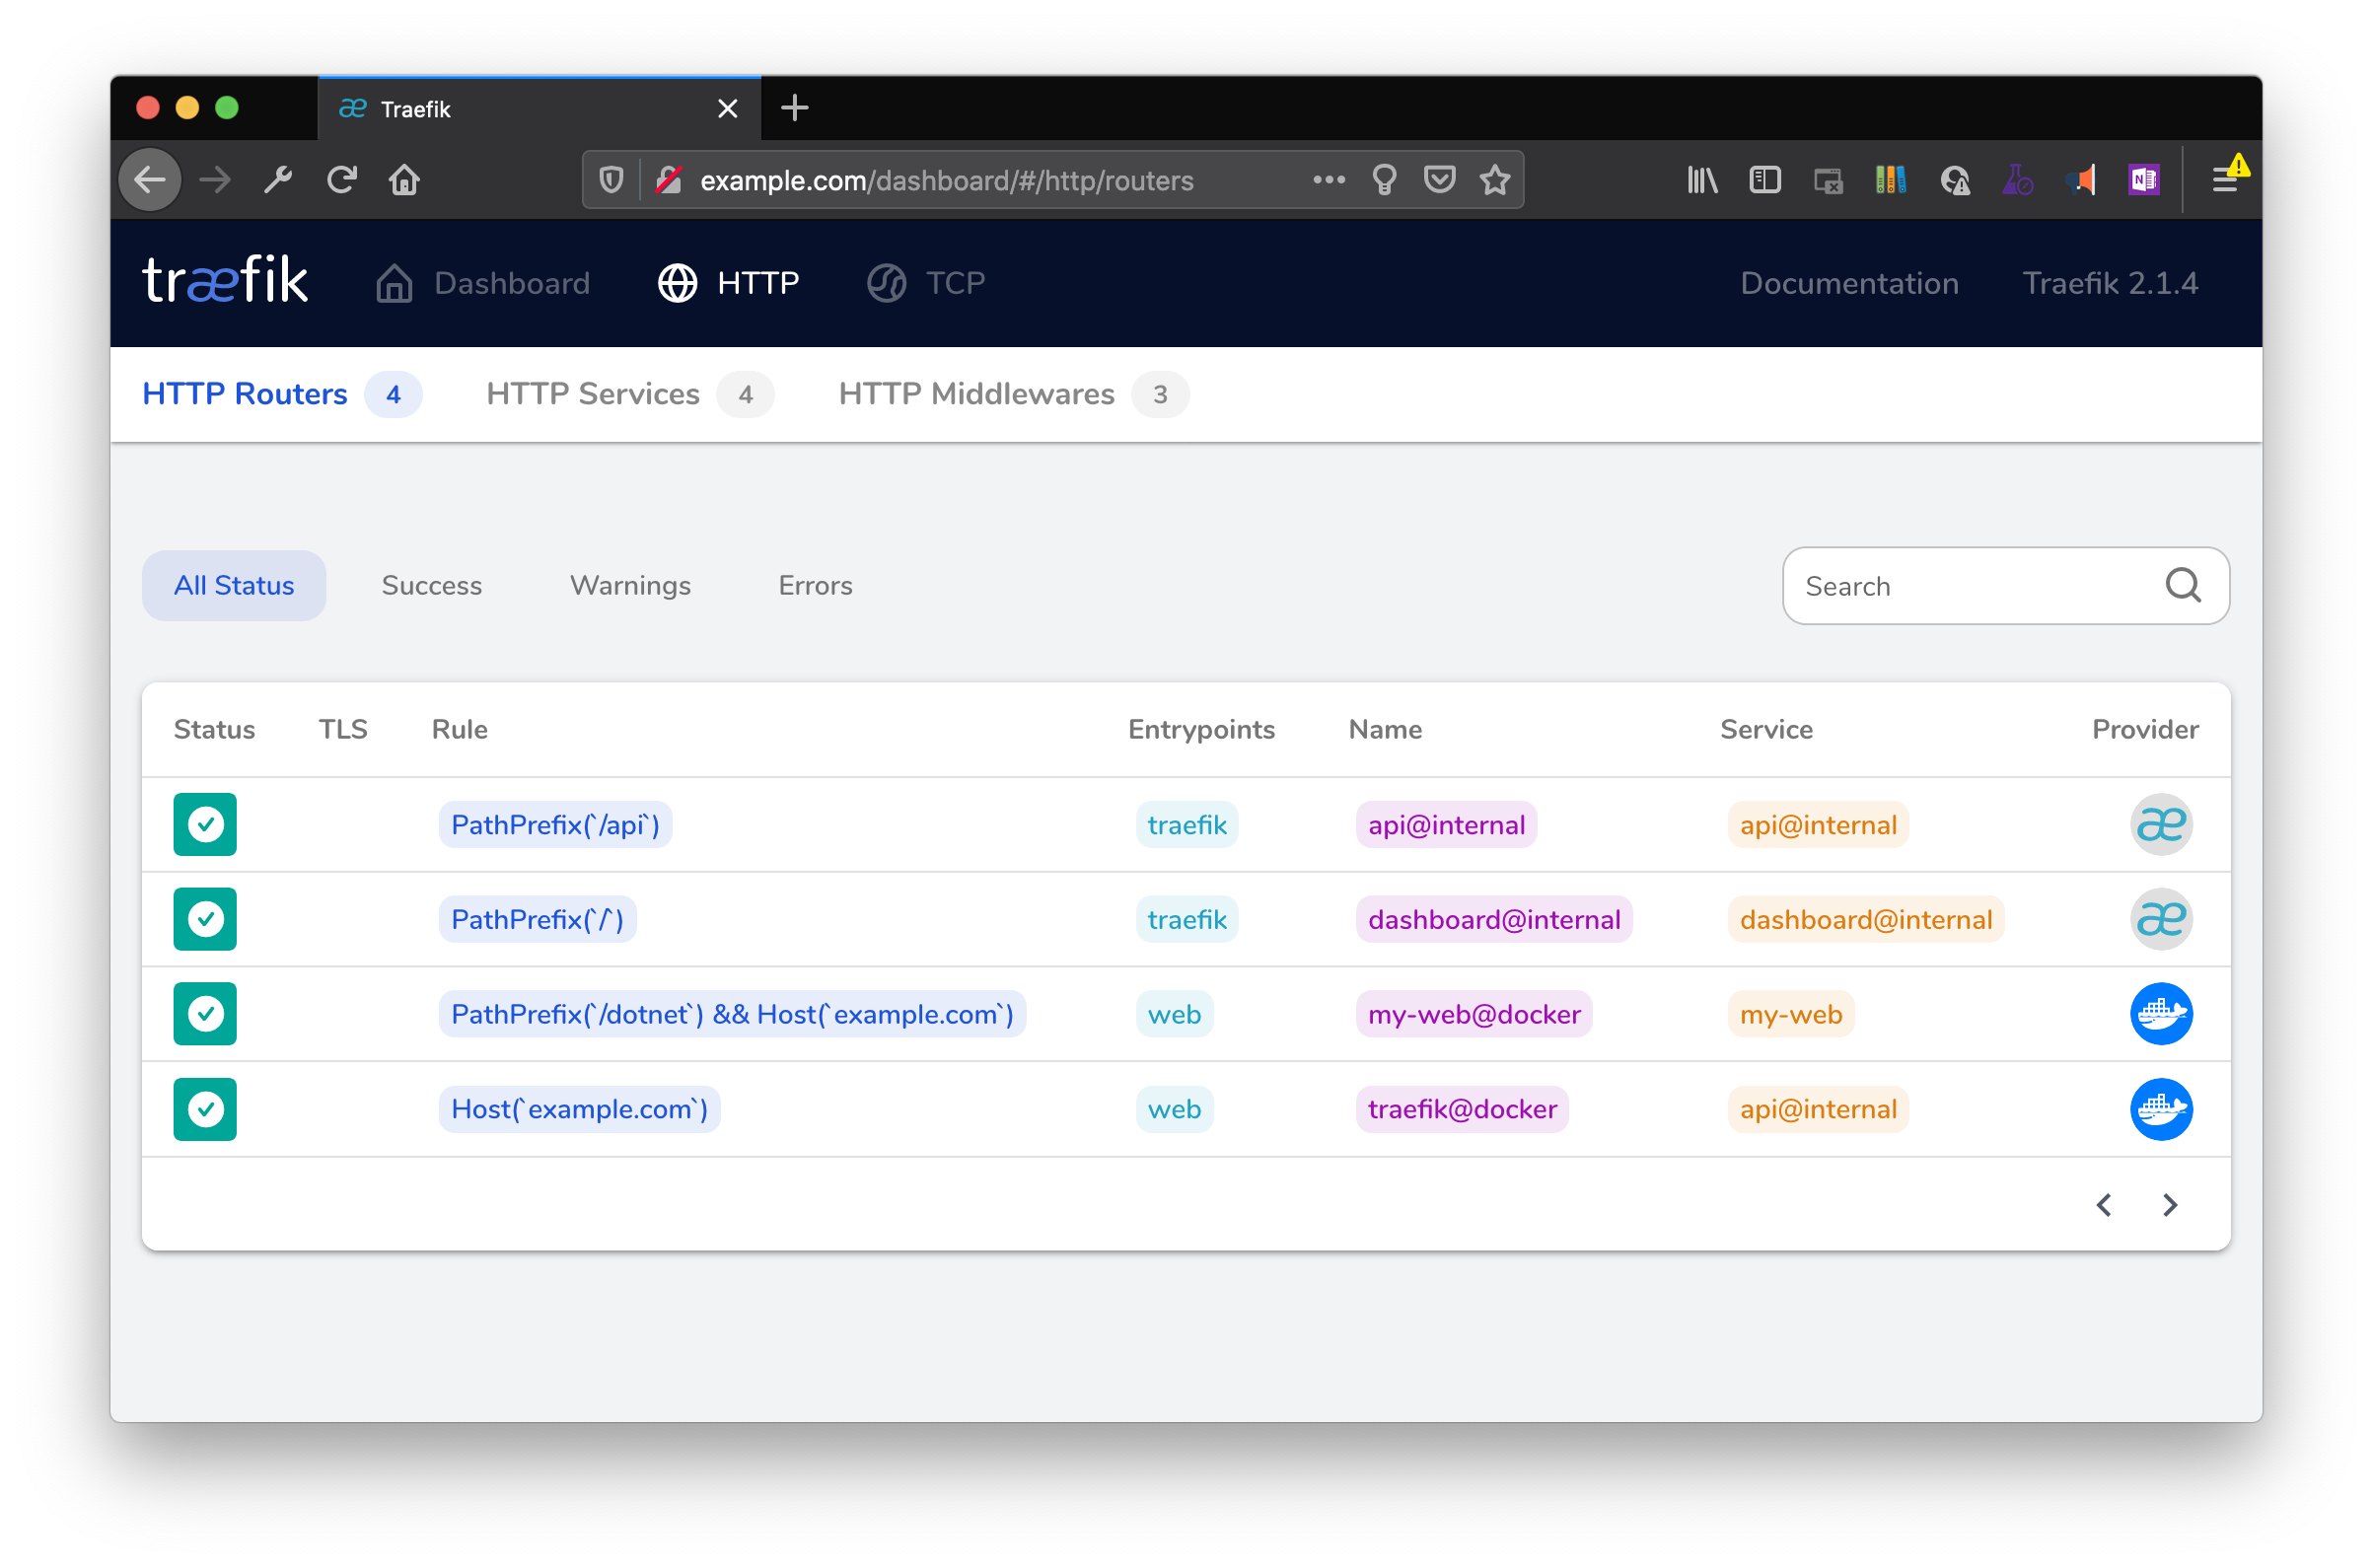 Traefik
example.com/dashboard/#/http/routers
N
træfik Dashboard HTTP TCP Documentation Traefik 2.1.4
HTTP Routers 4 HTTP Services 4 HTTP Middlewares 3
All Status Success Warnings Errors Search
Status TLS Rule Entrypoints Name Service Provider
PathPrefix(`/api`) traefik api@internal api@internal æ
PathPrefix(`/`) traefik dashboard@internal dashboard@internal æ
PathPrefix(`/dotnet`) && Host(`example.com`) web my-web@docker my-web
Host(`example.com`) web traefik@docker api@internal